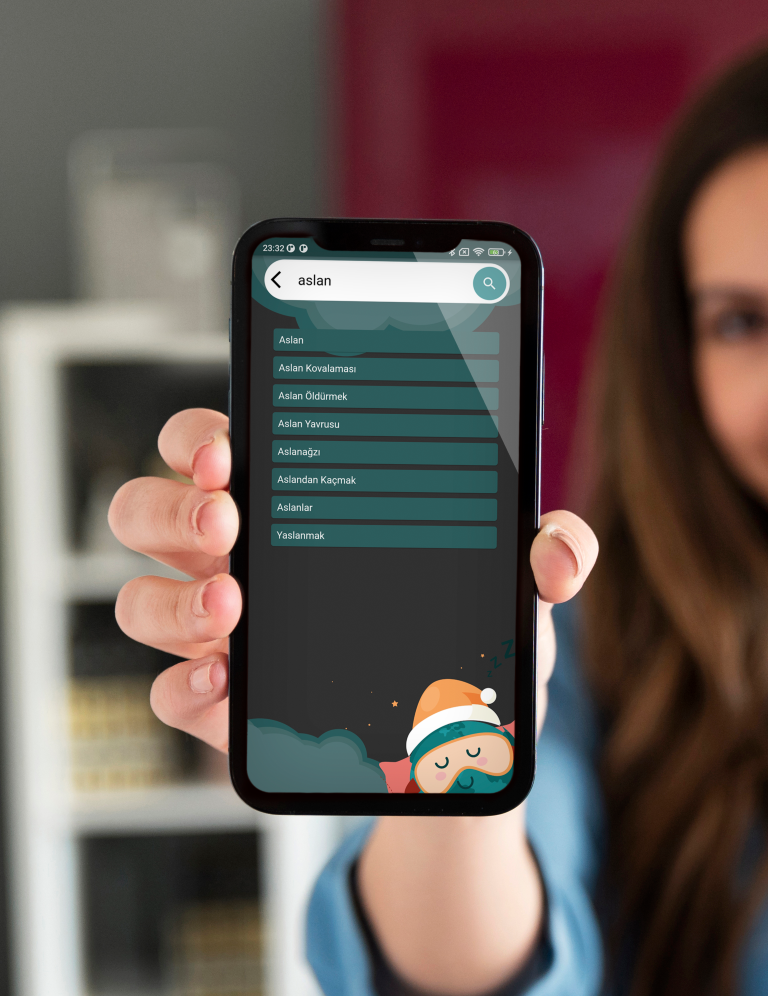 23:32
aslan
Aslan
Aslan Kovalaması
Aslan Öldürmek
Aslan Yavrusu
Aslanağzı
Aslandan Kaçmak
Aslanlar
Yaslanmak
z z Z